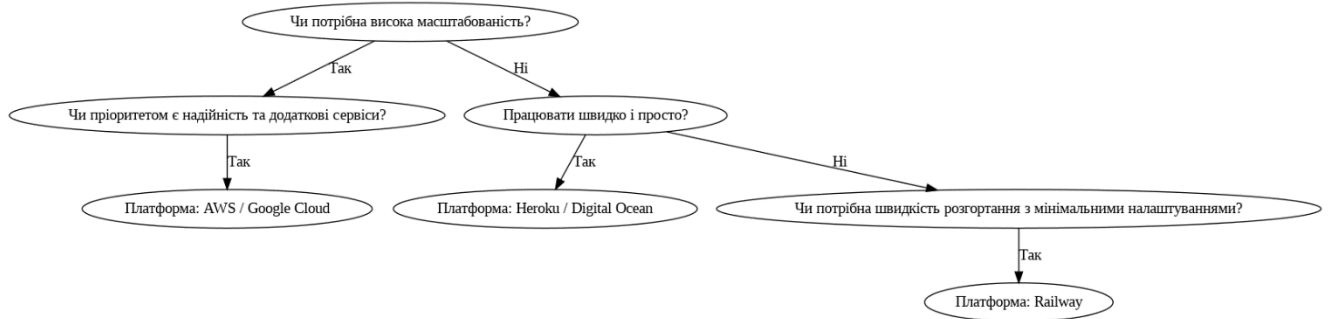 Чи потрібна висока масштабованість?
Так
Ні
Чи пріоритетом є надійність та додаткові сервіси?
Працювати швидко і просто?
Так
Так
Ні
Платформа: AWS / Google Cloud
Платформа: Heroku / Digital Ocean
Чи потрібна швидкість розгортання з мінімальними налаштуваннями?
Так
Платформа: Railway